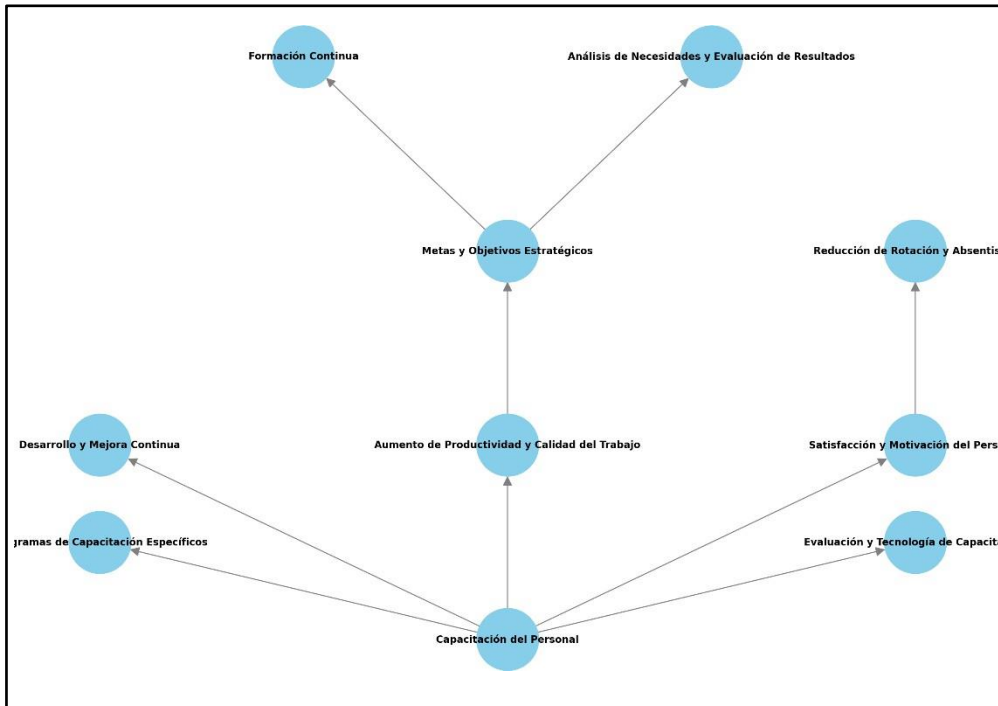 Formación Continua
Análisis de Necesidades y Evaluación de Resultados
Metas y Objetivos Estratégicos
Reducción de Rotación y Absentis
Desarrollo y Mejora Continua
Aumento de Productividad y Calidad del Trabajo
Satisfacción y Motivación del Pers
gramas de Capacitación Específicos
Evaluación y Tecnología de Capacita
Capacitación del Personal